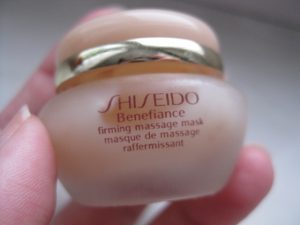 SHISEIDO
Benefiance
firming massage mask
masque de massage
raffermissant